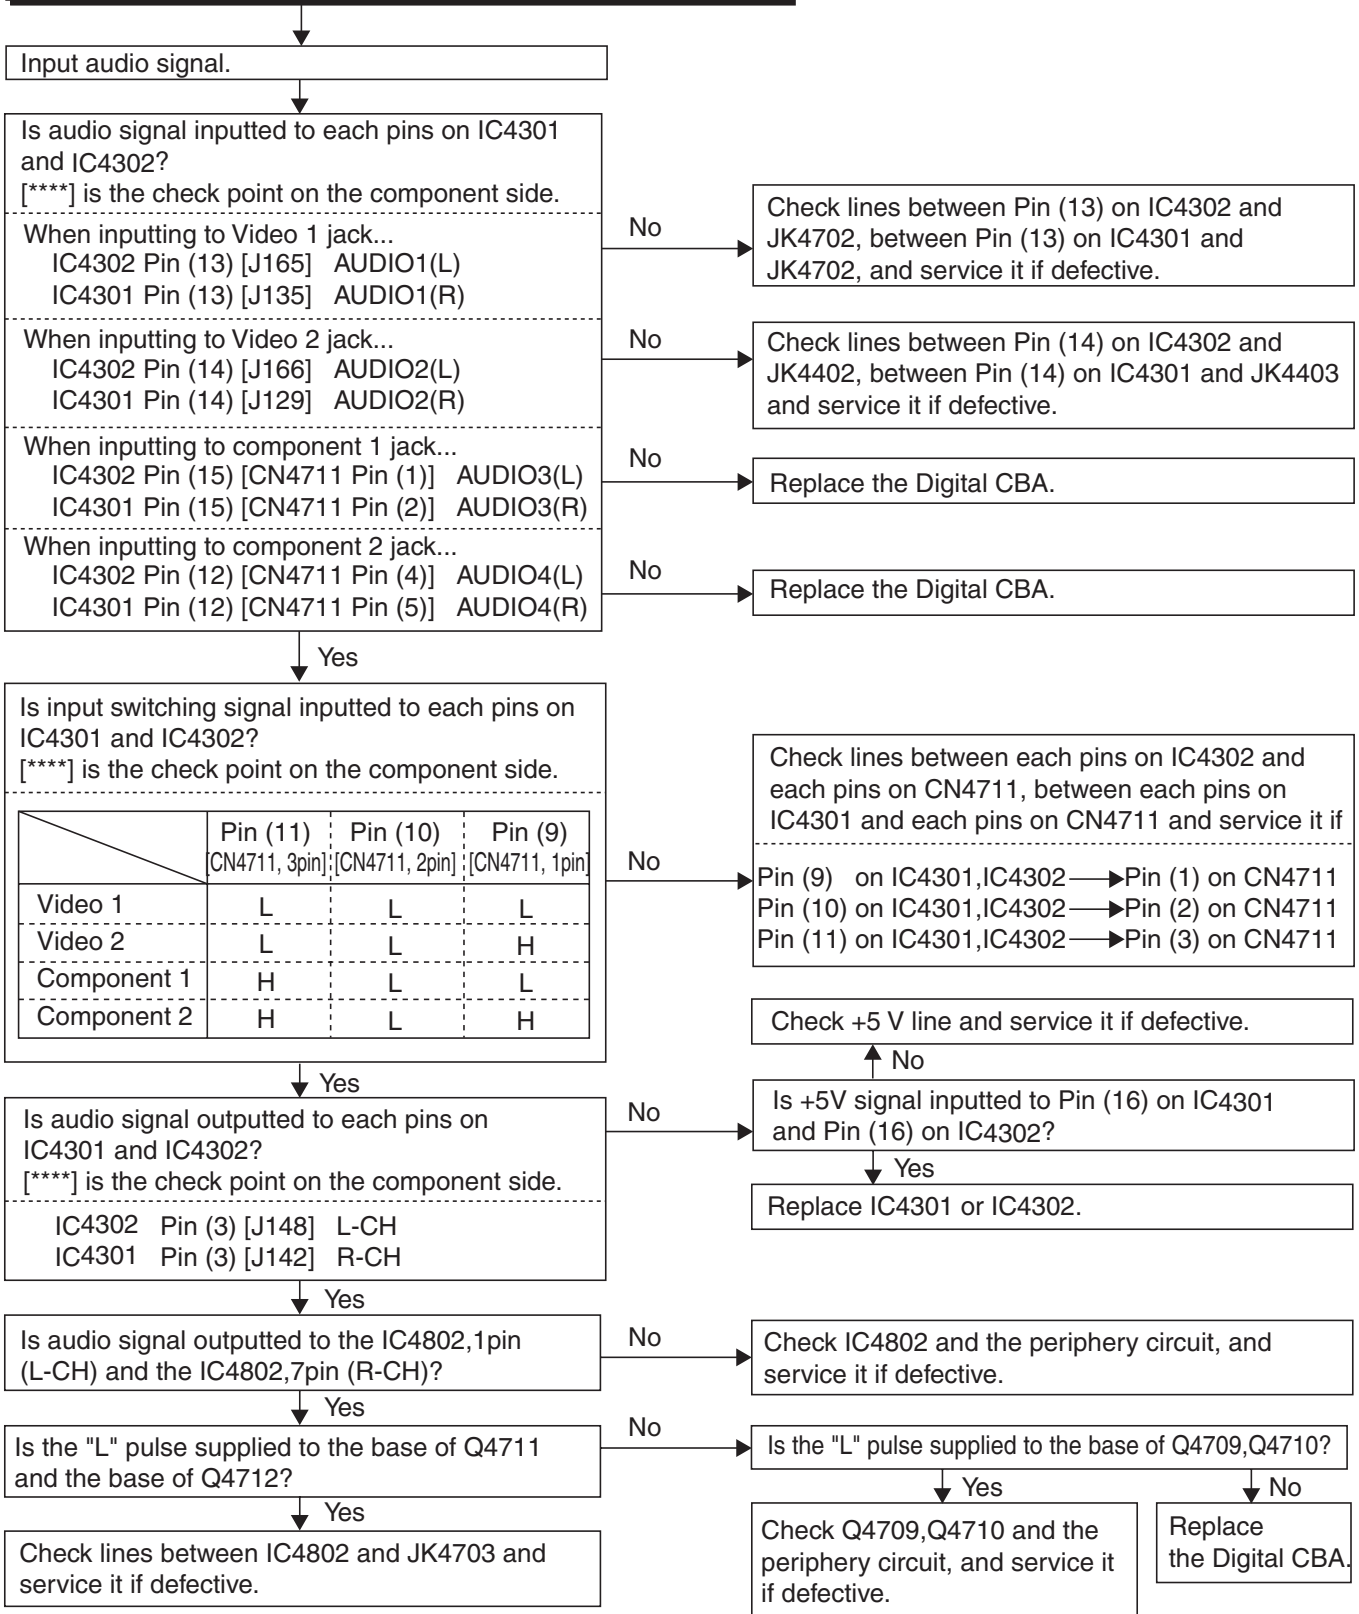 Input audio signal.
Is audio signal inputted to each pins on IC4301
and IC4302?
[****] is the check point on the component side.
When inputting to Video 1 jack...
IC4302 Pin (13) [J165] AUDIO1(L)
IC4301 Pin (13) [J135] AUDIO1(R)
No
Check lines between Pin (13) on IC4302 and
JK4702, between Pin (13) on IC4301 and
JK4702, and service it if defective.
When inputting to Video 2 jack...
IC4302 Pin (14) [J166] AUDIO2(L)
IC4301 Pin (14) [J129] AUDIO2(R)
No
Check lines between Pin (14) on IC4302 and
JK4402, between Pin (14) on IC4301 and JK4403
and service it if defective.
When inputting to component 1 jack...
IC4302 Pin (15) [CN4711 Pin (1)] AUDIO3(L)
IC4301 Pin (15) [CN4711 Pin (2)] AUDIO3(R)
No
Replace the Digital CBA.
When inputting to component 2 jack...
IC4302 Pin (12) [CN4711 Pin (4)] AUDIO4(L)
IC4301 Pin (12) [CN4711 Pin (5)] AUDIO4(R)
No
Replace the Digital CBA.
Yes
Is input switching signal inputted to each pins on
IC4301 and IC4302?
[****] is the check point on the component side.
Pin (11) Pin (10) Pin (9)
[CN4711, 3pin] [CN4711, 2pin] [CN4711, 1pin]
Video 1 L L L
Video 2 L L H
Component 1 H L L
Component 2 H L H
No
Check lines between each pins on IC4302 and
each pins on CN4711, between each pins on
IC4301 and each pins on CN4711 and service it if
Pin (9) on IC4301,IC4302 Pin (1) on CN4711
Pin (10) on IC4301,IC4302 Pin (2) on CN4711
Pin (11) on IC4301,IC4302 Pin (3) on CN4711
Yes
Is audio signal outputted to each pins on
IC4301 and IC4302?
[****] is the check point on the component side.
IC4302 Pin (3) [J148] L-CH
IC4301 Pin (3) [J142] R-CH
No
Check +5 V line and service it if defective.
No
Is +5V signal inputted to Pin (16) on IC4301
and Pin (16) on IC4302?
Yes
Replace IC4301 or IC4302.
Yes
Is audio signal outputted to the IC4802,1pin
(L-CH) and the IC4802,7pin (R-CH)?
No
Check IC4802 and the periphery circuit, and
service it if defective.
Yes
Is the "L" pulse supplied to the base of Q4711
and the base of Q4712?
No
Is the "L" pulse supplied to the base of Q4709,Q4710?
Yes
Check Q4709,Q4710 and the
periphery circuit, and service it
if defective.
No
Replace
the Digital CBA.
Yes
Check lines between IC4802 and JK4703 and
service it if defective.